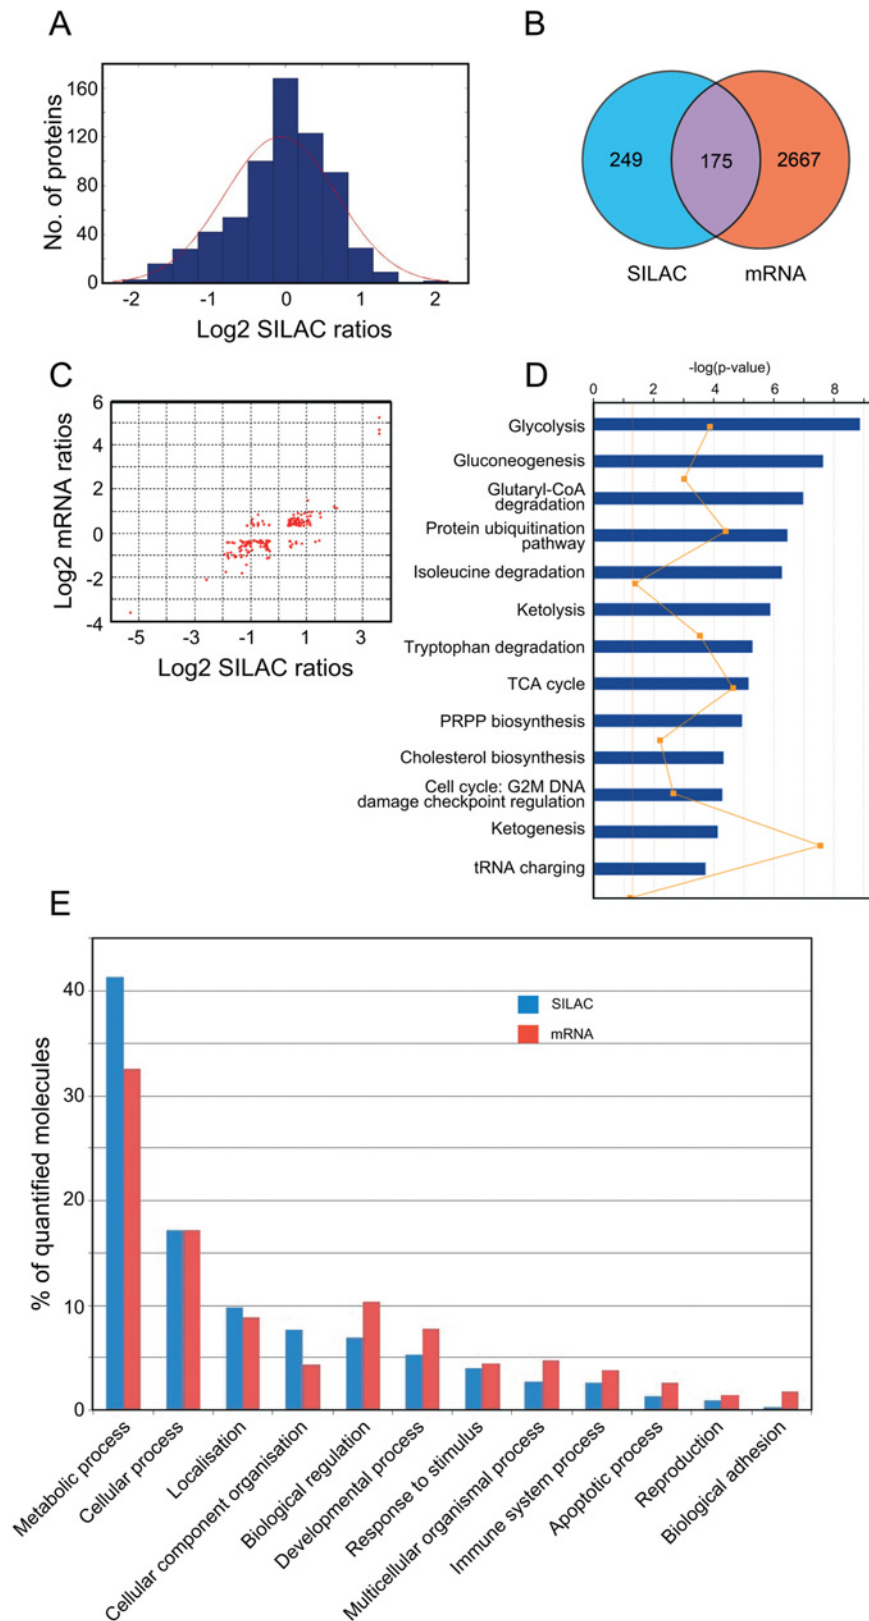 A
No. of proteins
160
120
80
40
0
-2 -1 0 1 2
Log2 SILAC ratios
B
249 175 2667
SILAC mRNA
C
Log2 mRNA ratios
6
4
2
0
-2
-4
-5 -3 -1 1 3
Log2 SILAC ratios
D
-log(p-value)
0 2 4 6 8
Glycolysis
Gluconeogenesis
Glutaryl-CoA
degradation
Protein ubiquitination
pathway
Isoleucine degradation
Ketolysis
Tryptophan degradation
TCA cycle
PRPP biosynthesis
Cholesterol biosynthesis
Cell cycle: G2M DNA
damage checkpoint regulation
Ketogenesis
tRNA charging
E
% of quantified molecules
40
30
20
10
0
SILAC
mRNA
Metabolic process
Cellular process
Localisation
Cellular component organisation
Biological regulation
Developmental process
Response to stimulus
Multicellular organismal process
Immune system process
Apoptotic process
Reproduction
Biological adhesion